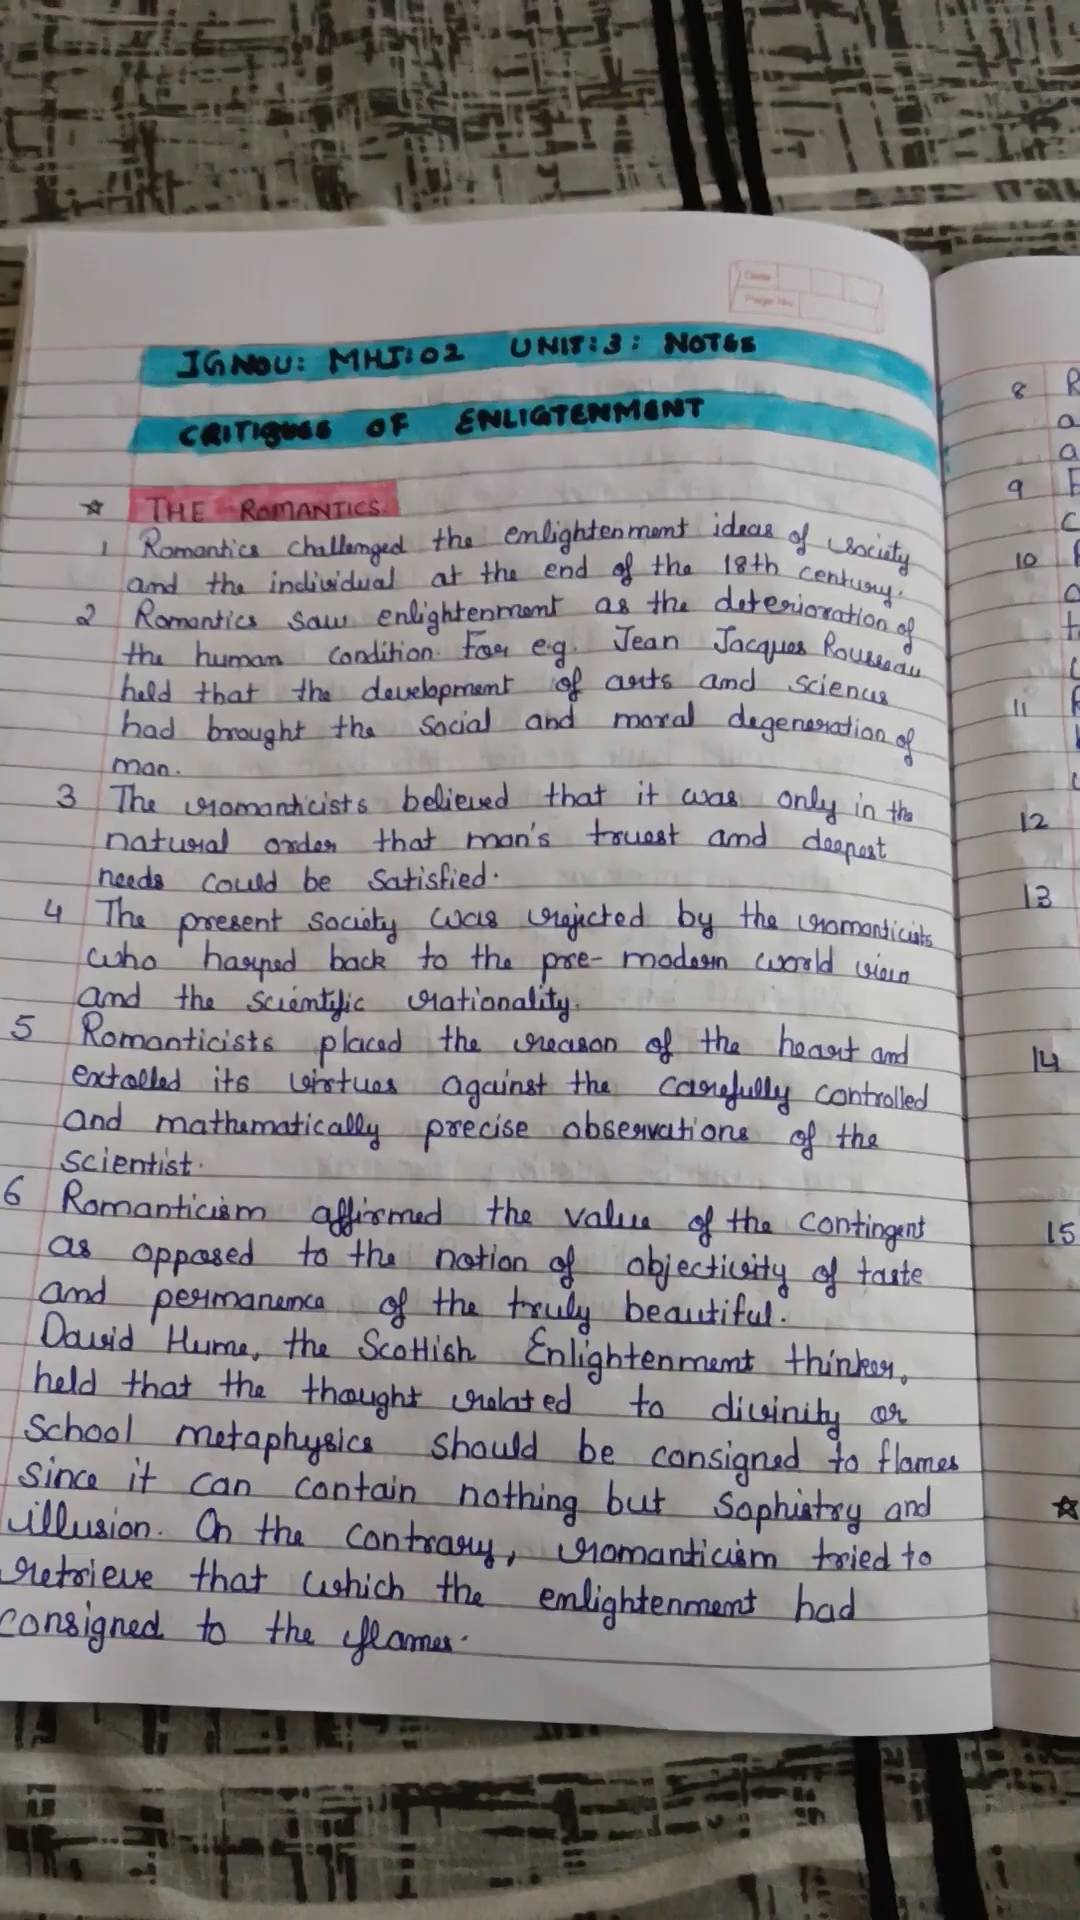 Date
Page No.
IGNOU: MHI:02 UNIT:3: NOTES
CRITIQUES OF ENLIGTENMENT
☆ THE ROMANTICS
1 Romantics challenged the enlightenment ideas of society
and the individual at the end of the 18th century.
2 Romantics saw enlightenment as the deterioration of
the human condition. For e.g. Jean Jacques Rousseau
held that the development of arts and sciences
had brought the social and moral degeneration of
man.
3 The romanticists believed that it was only in the
natural order that man's truest and deepest
needs could be satisfied.
4 The present society was rejected by the romanticists
who harped back to the pre-modern world view
and the scientific rationality.
5 Romanticists placed the reason of the heart and
extolled its virtues against the carefully controlled
and mathematically precise observations of the
scientist.
6 Romanticism affirmed the value of the contingent
as opposed to the notion of objectivity of taste
and permanence of the truly beautiful.
David Hume, the Scottish Enlightenment thinker,
held that the thought related to divinity or
School metaphysics should be consigned to flames
since it can contain nothing but Sophistry and
illusion. On the contrary, romanticism tried to
retrieve that which the enlightenment had
consigned to the flames.
8 R
a
a
9
10
11
12
13
14
15
☆